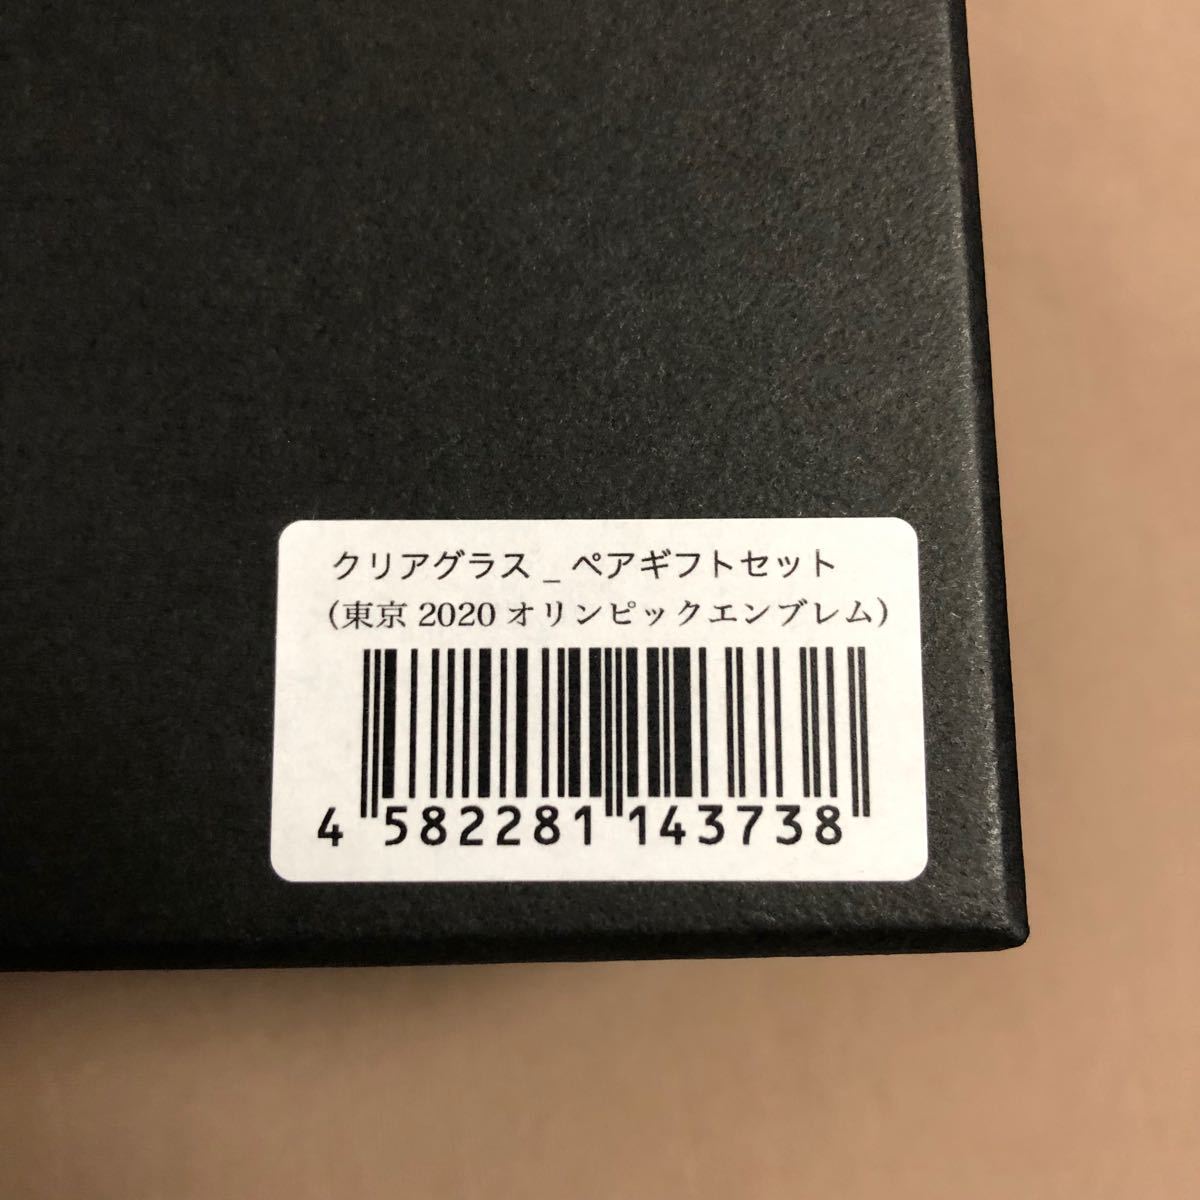 クリアグラス _ ペアギフトセット
（東京 2020 オリンピックエンブレム）
4 582281 143738